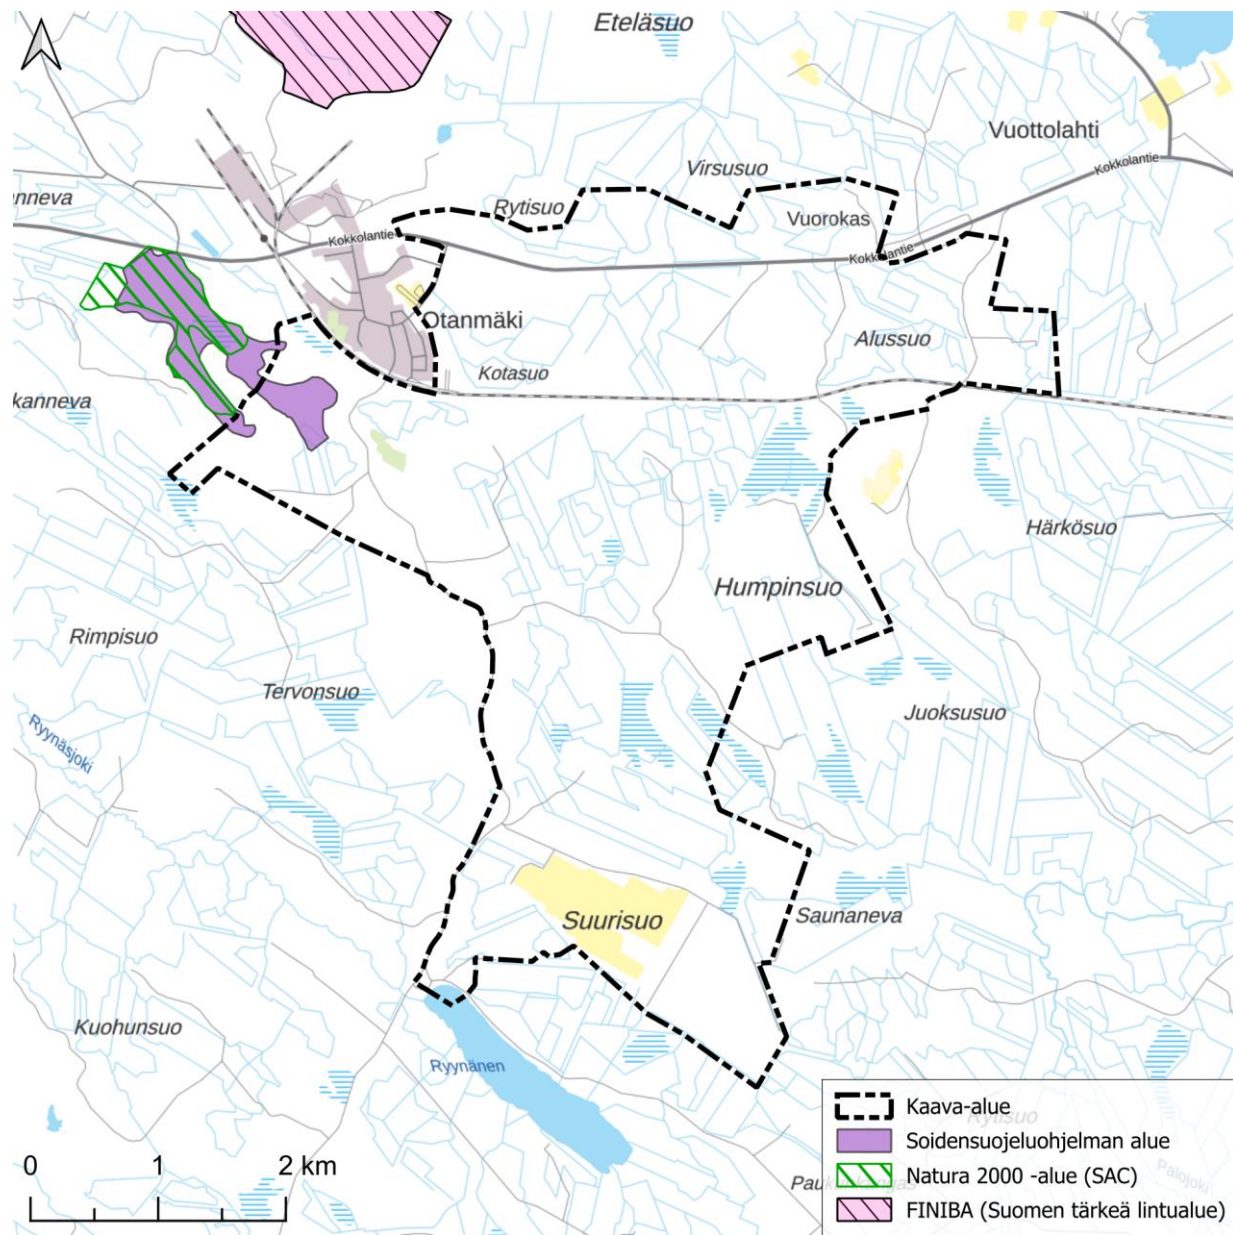 Eteläsuo
Vuottolahti
Kokkolantie
Virsusuo
nneva
Rytisuo
Vuorokas
Kokkolantie
Kokkolantie
Otanmäki
Alussuo
Kotasuo
kanneva
Härkösuo
Humpinsuo
Rimpisuo
Tervonsuo
Juoksusuo
Ryynäsjoki
Suurisuo
Saunaneva
Kuohunsuo
Ryynänen
Kaava-alue
Rytisuo
Soidensuojeluohjelman alue
0 1 2 km
Natura 2000 -alue (SAC)
Palojoki
FINIBA (Suomen tärkeä lintualue)